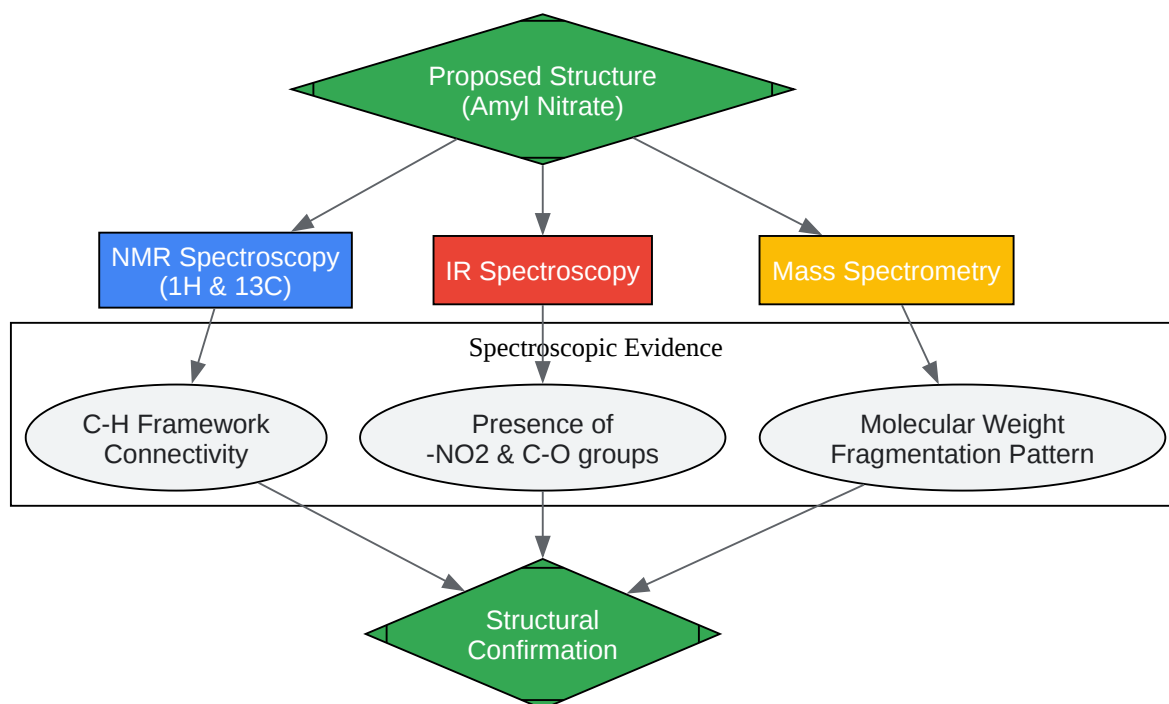 Proposed Structure
(Amyl Nitrate)
NMR Spectroscopy
(1H & 13C)
IR Spectroscopy
Mass Spectrometry
Spectroscopic Evidence
C-H Framework
Connectivity
Presence of
-NO2 & C-O groups
Molecular Weight
Fragmentation Pattern
Structural
Confirmation